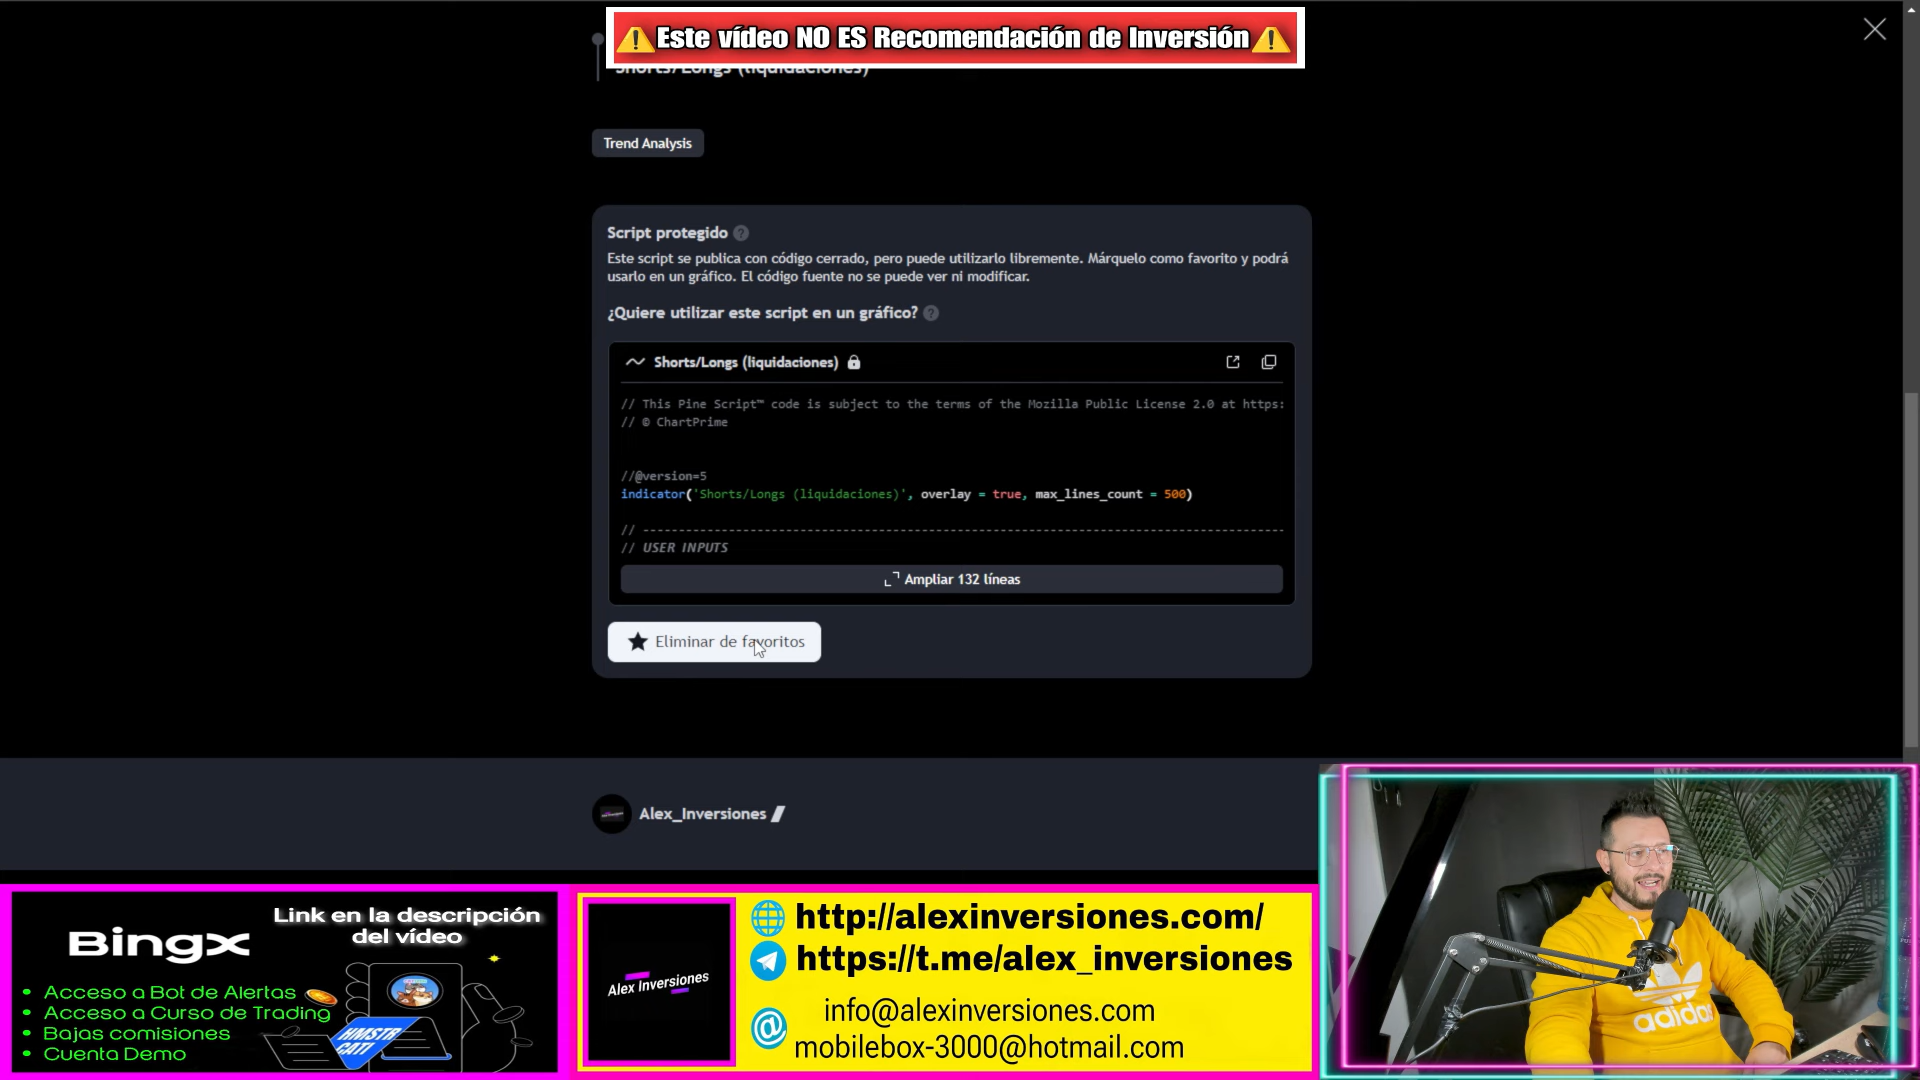 ⚠️Este vídeo NO ES Recomendación de Inversión⚠️
Shorts/Longs (liquidaciones)
Trend Analysis
Script protegido
Este script se publica con código cerrado, pero puede utilizarlo libremente. Márquelo como favorito y podrá
usarlo en un gráfico. El código fuente no se puede ver ni modificar.
¿Quiere utilizar este script en un gráfico?
Shorts/Longs (liquidaciones)
// This Pine Script™ code is subject to the terms of the Mozilla Public License 2.0 at https:
// © ChartPrime
//@version=5
indicator('Shorts/Longs (liquidaciones)', overlay = true, max_lines_count = 500)
// ------------------------------------------------------------------------------------------
// USER INPUTS
Ampliar 132 líneas
Eliminar de favoritos
Alex_Inversiones
Link en la descripción
del vídeo
Bingx
• Acceso a Bot de Alertas
• Acceso a Curso de Trading
• Bajas comisiones
• Cuenta Demo
HMSTR
Alex Inversiones
http://alexinversiones.com/
https://t.me/alex_inversiones
info@alexinversiones.com
mobilebox-3000@hotmail.com
adidas